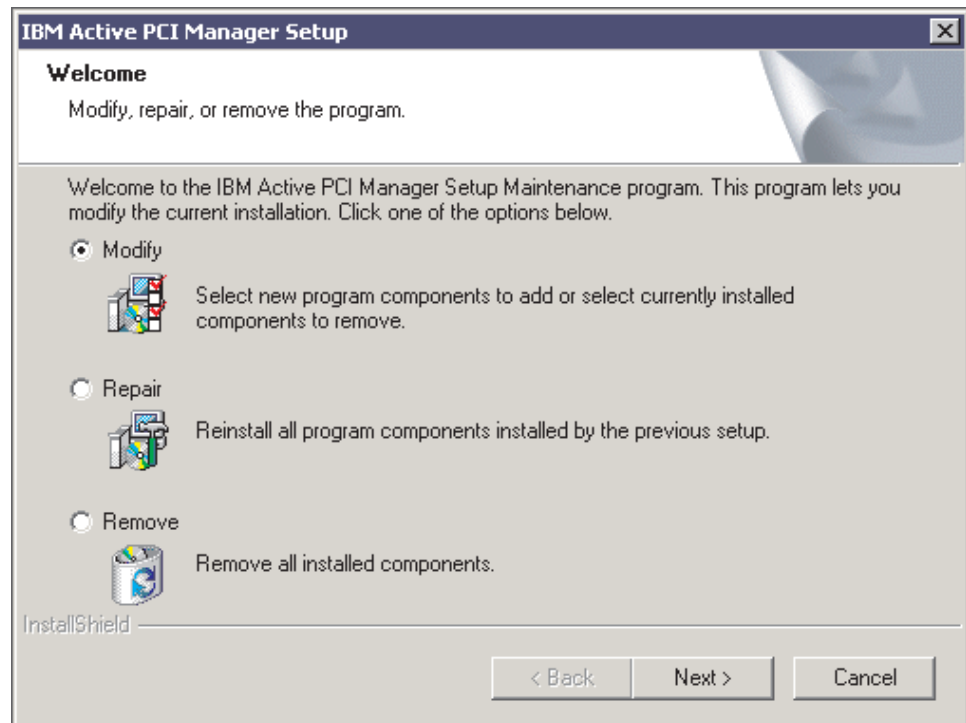 IBM Active PCI Manager Setup
Welcome
Modify, repair, or remove the program.
Welcome to the IBM Active PCI Manager Setup Maintenance program. This program lets you
modify the current installation. Click one of the options below.
Modify
Select new program components to add or select currently installed
components to remove.
Repair
Reinstall all program components installed by the previous setup.
Remove
Remove all installed components.
InstallShield
< Back
Next >
Cancel